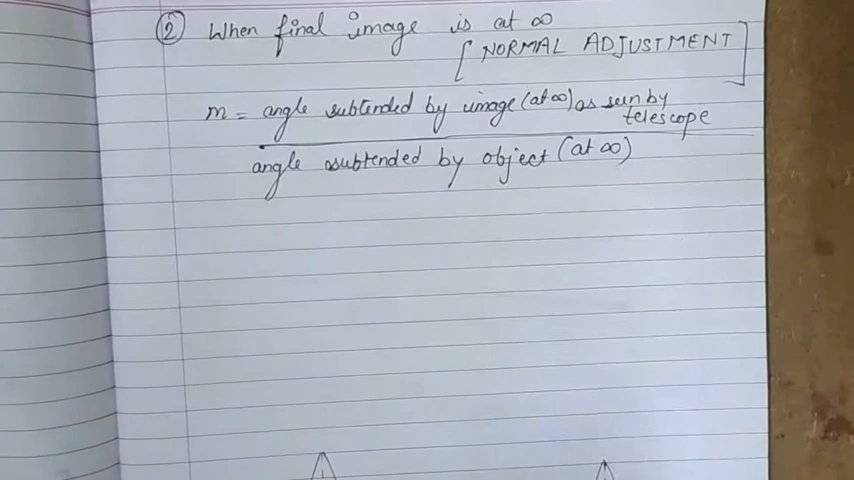 ② When final image is at ∞
[NORMAL ADJUSTMENT]
m = angle subtended by image (at ∞) as seen by telescope
angle subtended by object (at ∞)